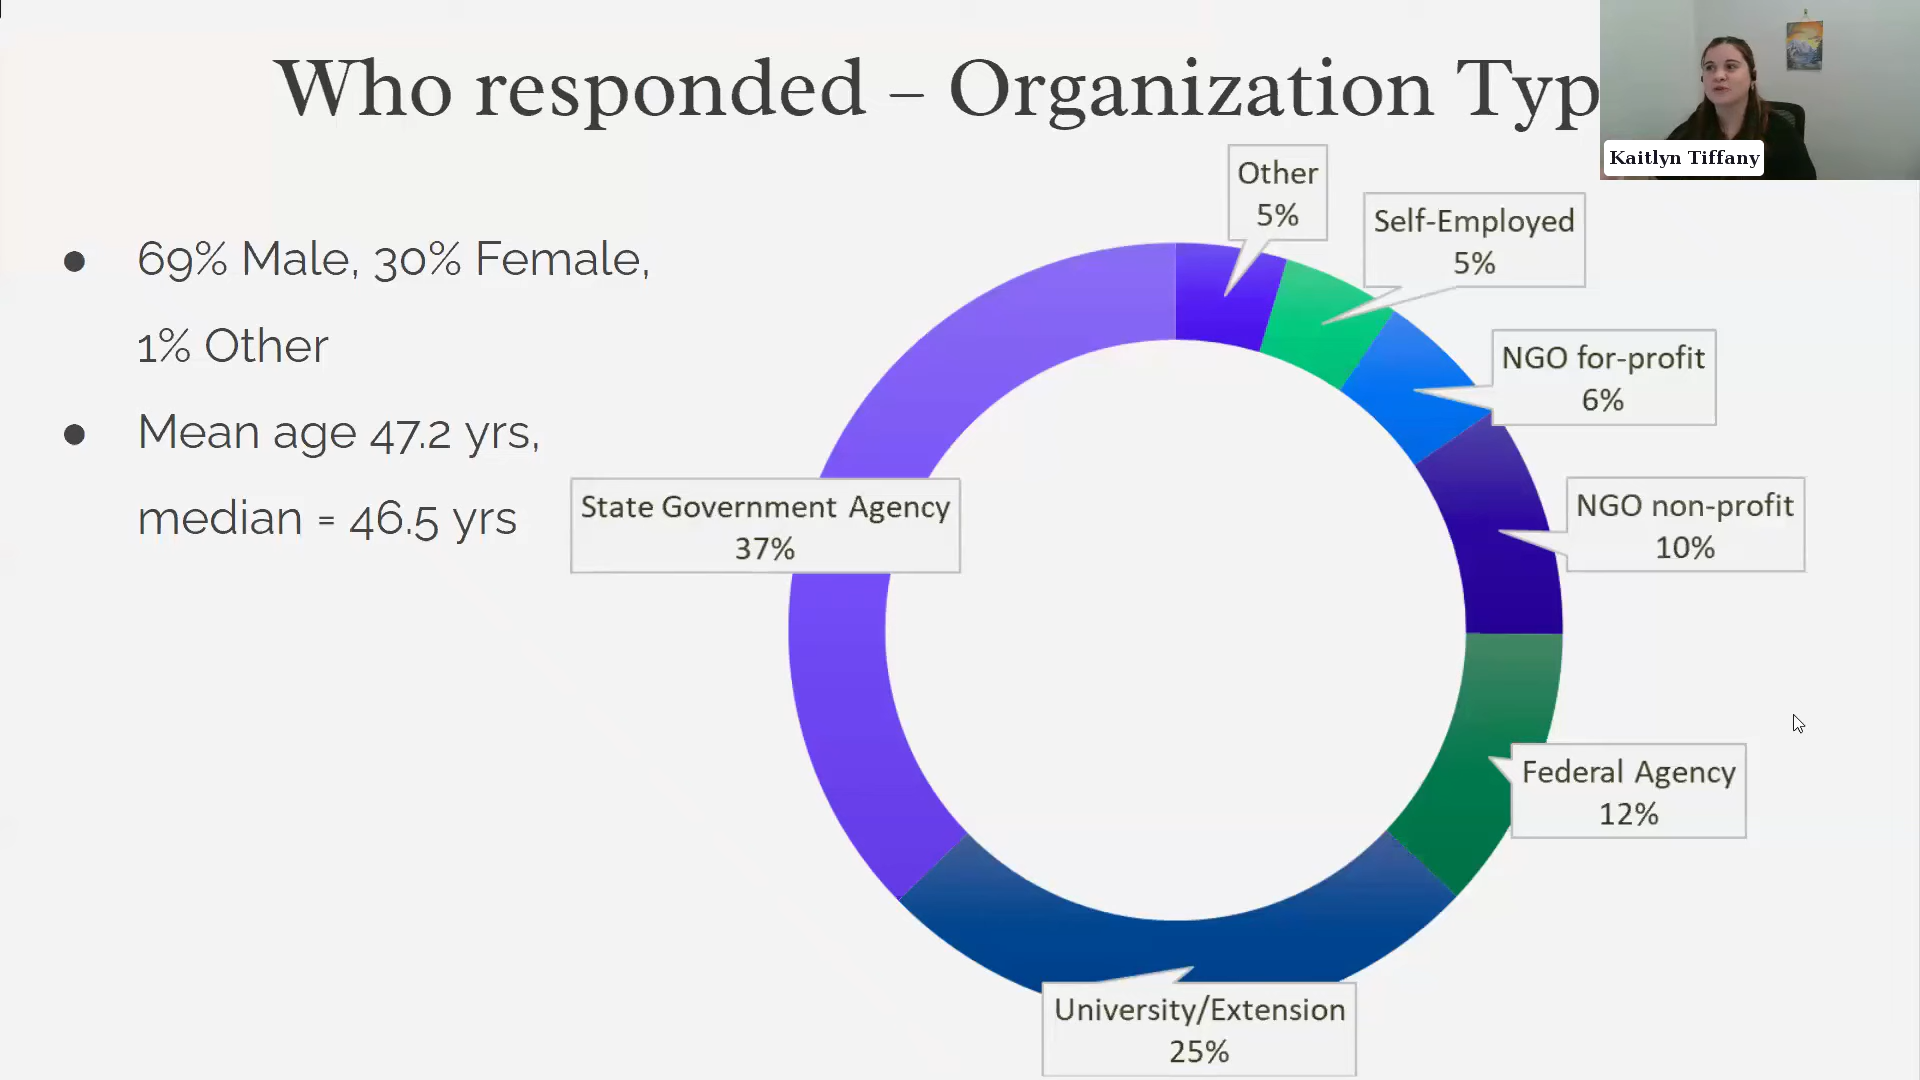 Who responded – Organization Typ
Kaitlyn Tiffany
● 69% Male, 30% Female,
1% Other
● Mean age 47.2 yrs,
median = 46.5 yrs
Other
5%
Self-Employed
5%
NGO for-profit
6%
NGO non-profit
10%
State Government Agency
37%
Federal Agency
12%
University/Extension
25%